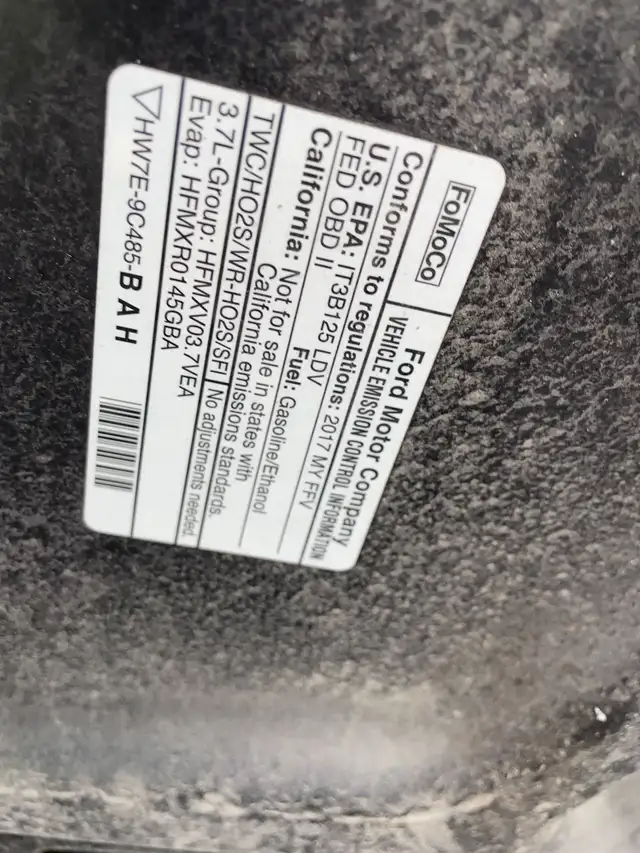 FoMoCo
Ford Motor Company
VEHICLE EMISSION CONTROL INFORMATION
Conforms to regulations: 2017 MY FFV
U.S. EPA: IT3B125 LDV
FED OBD II Fuel: Gasoline/Ethanol
California: Not for sale in states with
California emissions standards.
TWC/HO2S/WR-HO2S/SFI No adjustments needed.
3.7L-Group: HFMXV03.7VEA
Evap: HFMXR0145GBA
HW7E-9C485-BAH